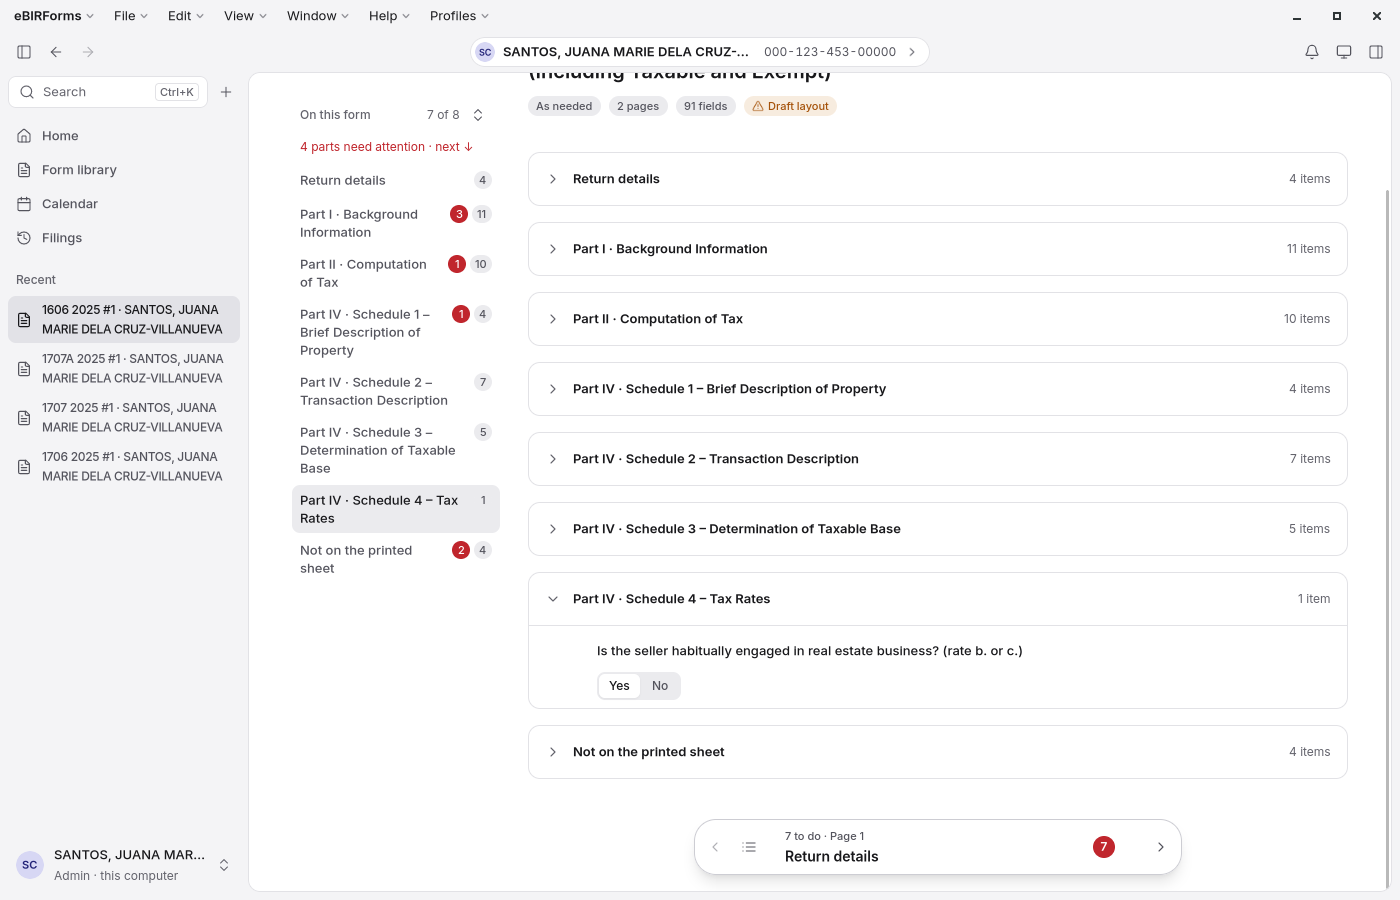 eBIRForms File Edit View Window Help Profiles
SC SANTOS, JUANA MARIE DELA CRUZ-... 000-123-453-00000
Search Ctrl+K
Home
Form library
Calendar
Filings
Recent
1606 2025 #1 · SANTOS, JUANA
MARIE DELA CRUZ-VILLANUEVA
1707A 2025 #1 · SANTOS, JUANA
MARIE DELA CRUZ-VILLANUEVA
1707 2025 #1 · SANTOS, JUANA
MARIE DELA CRUZ-VILLANUEVA
1706 2025 #1 · SANTOS, JUANA
MARIE DELA CRUZ-VILLANUEVA
SC SANTOS, JUANA MAR...
Admin · this computer
On this form 7 of 8
4 parts need attention · next ↓
Return details 4
Part I · Background 3 11
Information
Part II · Computation 1 10
of Tax
Part IV · Schedule 1 – 1 4
Brief Description of
Property
Part IV · Schedule 2 – 7
Transaction Description
Part IV · Schedule 3 – 5
Determination of Taxable
Base
Part IV · Schedule 4 – Tax 1
Rates
Not on the printed 2 4
sheet
(Including Taxable and Exempt)
As needed 2 pages 91 fields Draft layout
Return details 4 items
Part I · Background Information 11 items
Part II · Computation of Tax 10 items
Part IV · Schedule 1 – Brief Description of Property 4 items
Part IV · Schedule 2 – Transaction Description 7 items
Part IV · Schedule 3 – Determination of Taxable Base 5 items
Part IV · Schedule 4 – Tax Rates 1 item
Is the seller habitually engaged in real estate business? (rate b. or c.)
Yes No
Not on the printed sheet 4 items
7 to do · Page 1
Return details 7